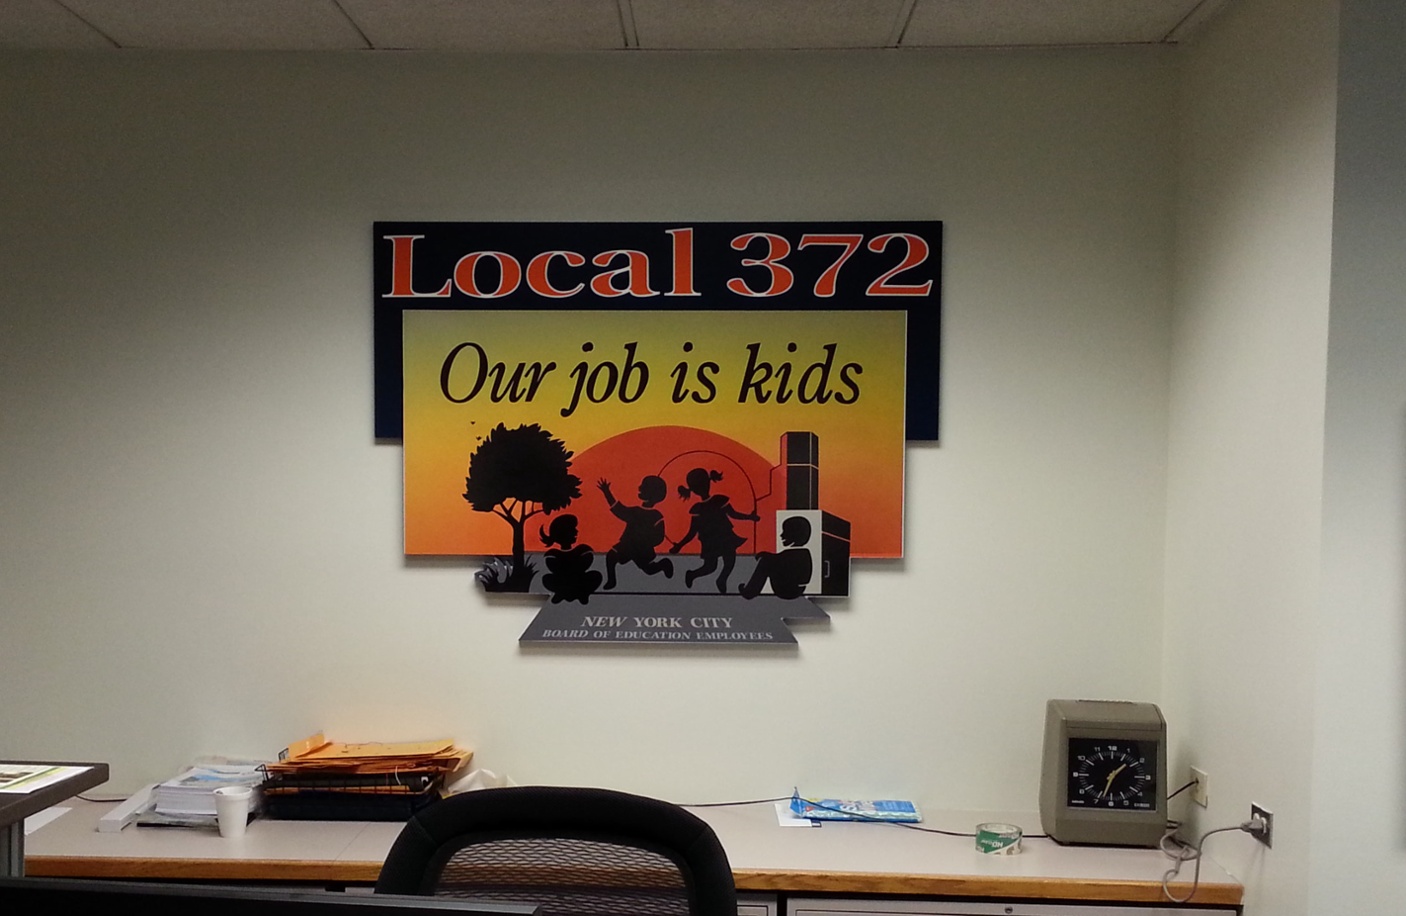 Local 372
Our job is kids
NEW YORK CITY
BOARD OF EDUCATION EMPLOYEES